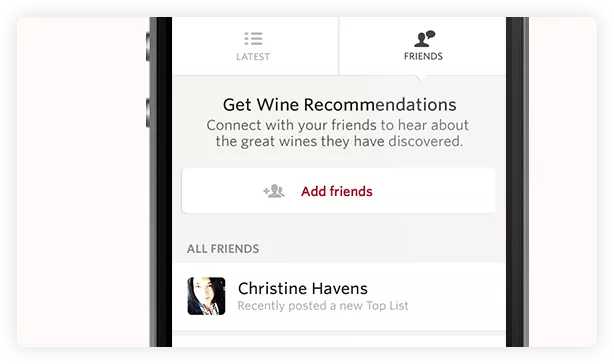 LATEST
FRIENDS
Get Wine Recommendations
Connect with your friends to hear about
the great wines they have discovered.
Add friends
ALL FRIENDS
Christine Havens
Recently posted a new Top List